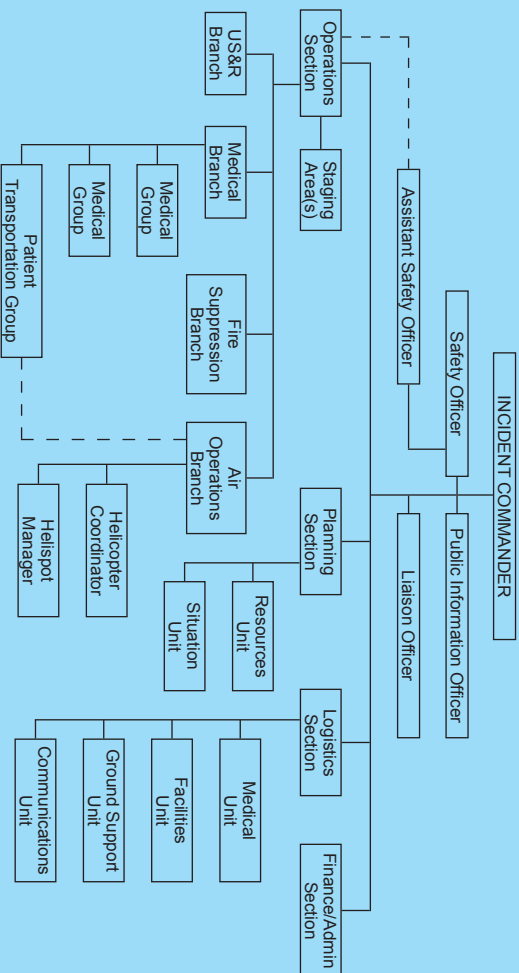 INCIDENT COMMANDER
Safety Officer
Public Information Officer
Assistant Safety Officer
Liaison Officer
Operations
Section
Staging
Area(s)
Planning
Section
Logistics
Section
Finance/Admin
Section
US&R
Branch
Medical
Branch
Fire
Suppression
Branch
Air
Operations
Branch
Resources
Unit
Situation
Unit
Medical
Unit
Facilities
Unit
Ground Support
Unit
Communications
Unit
Medical
Group
Medical
Group
Patient
Transportation Group
Helicopter
Coordinator
Helispot
Manager